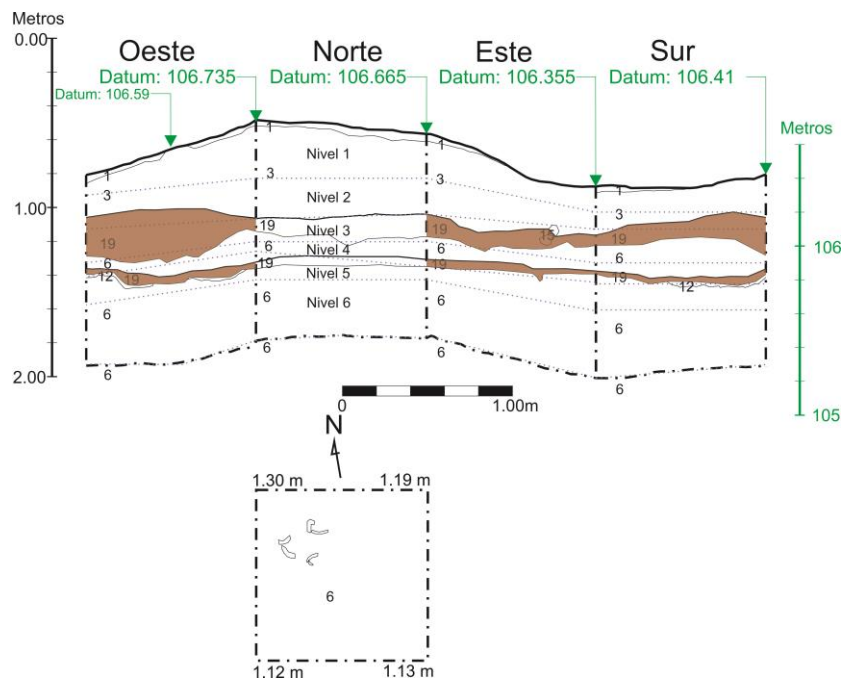 Metros
0.00
Oeste Norte Este Sur
Datum: 106.735 Datum: 106.665 Datum: 106.355 Datum: 106.41
Datum: 106.59
Metros
1 1 1 1
Nivel 1
3 3 3 3
Nivel 2
1.00
19 19 Nivel 3 19 15 19
106
6 6 Nivel 4 6 6
12 19 Nivel 5 19 19 12
6 6 Nivel 6 6 6
6 6 6 6
2.00
0 1.00m
105
N
1.30 m 1.19 m
6
1.12 m 1.13 m